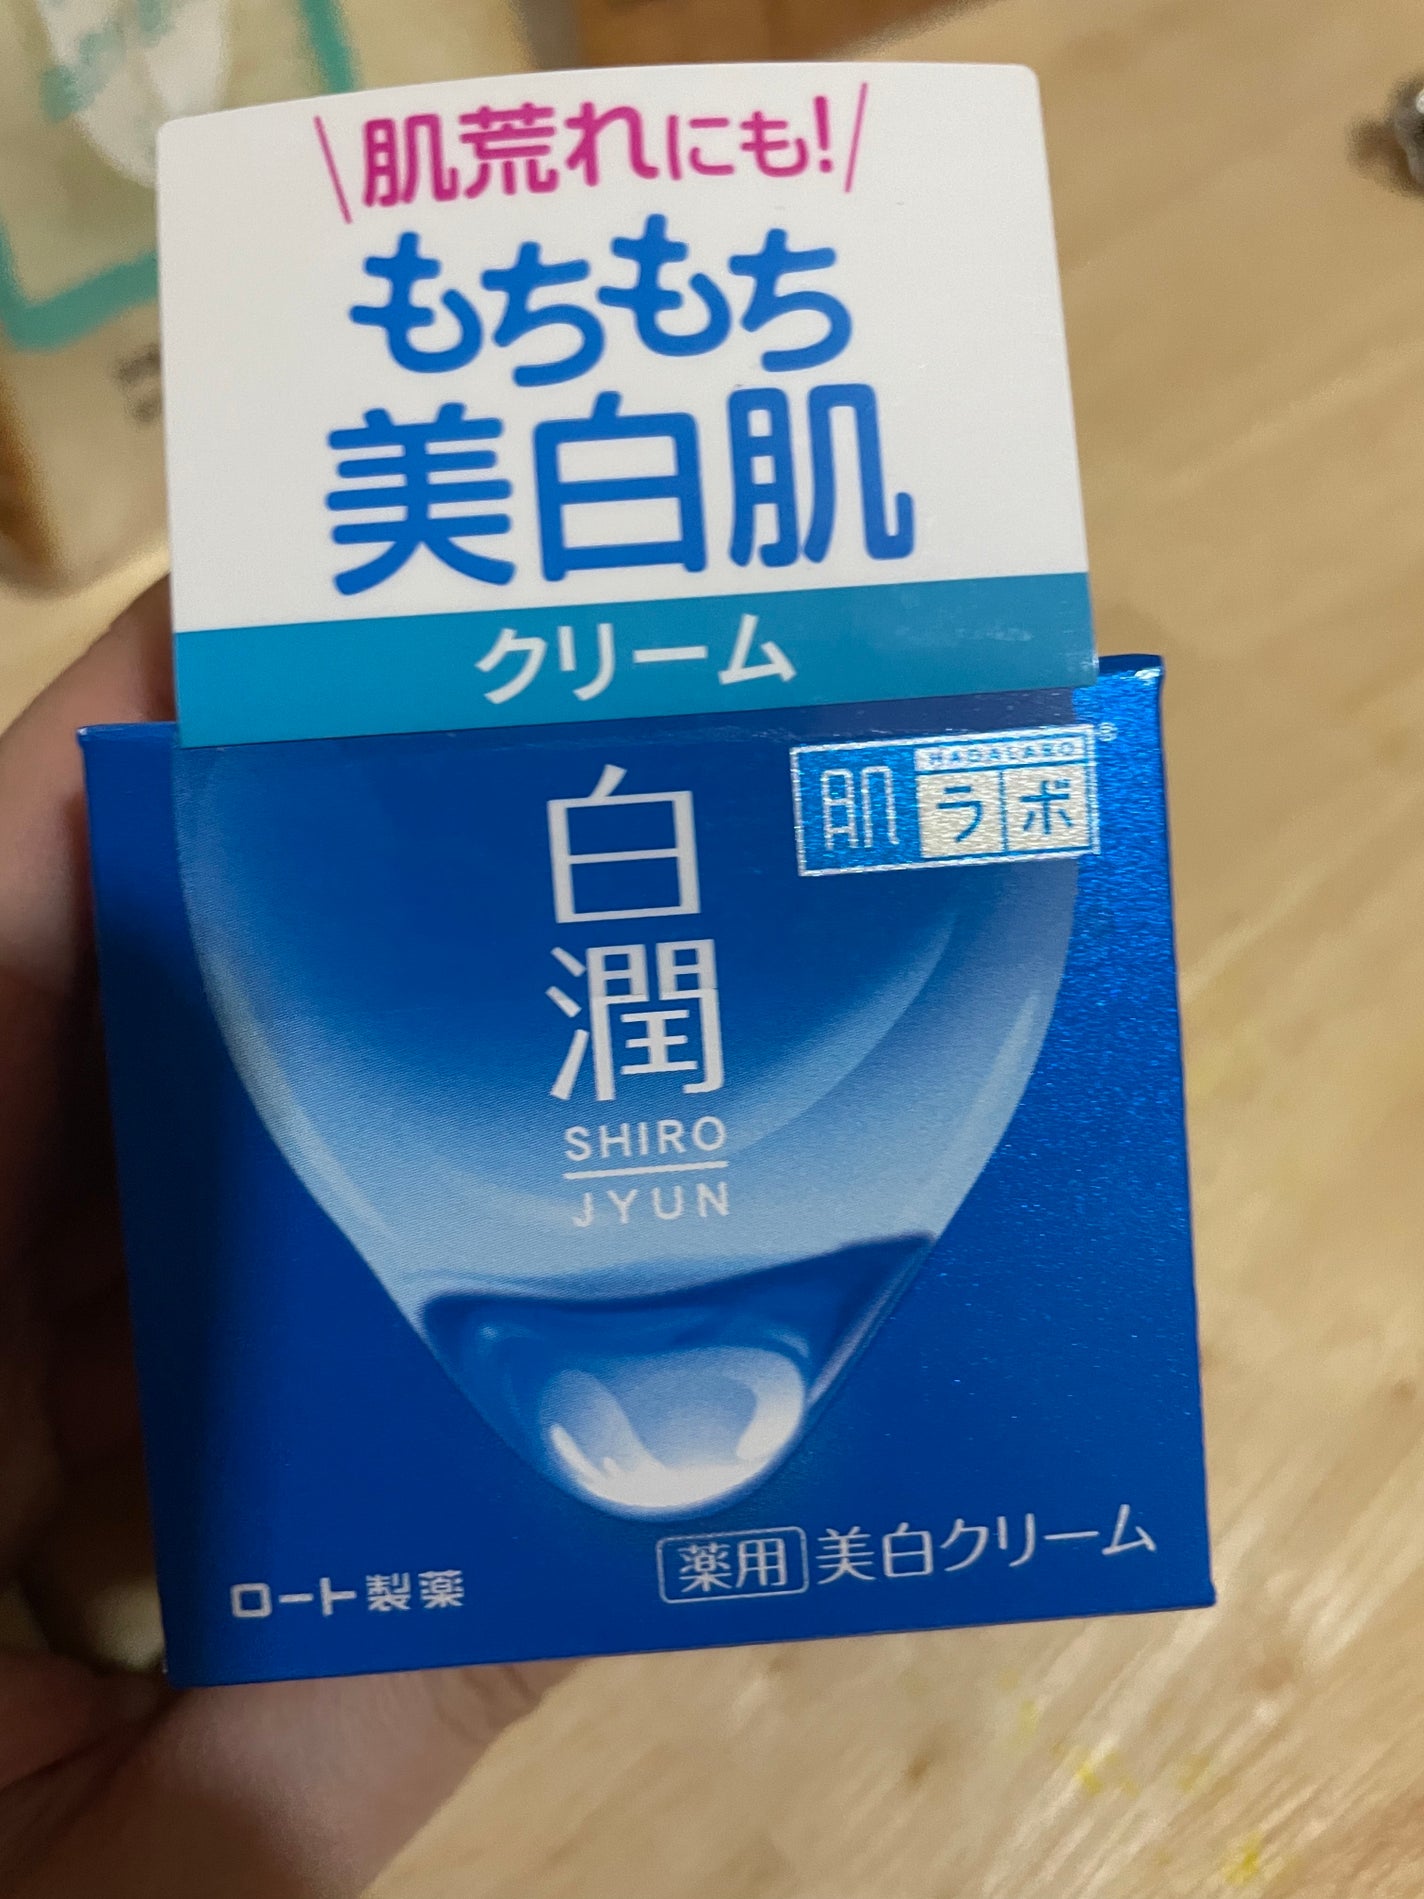 肌荒れにも!
もちもち
美白肌
クリーム
HADALABO
肌ラボ®
白潤
SHIRO
JYUN
薬用 美白クリーム
ロート製薬